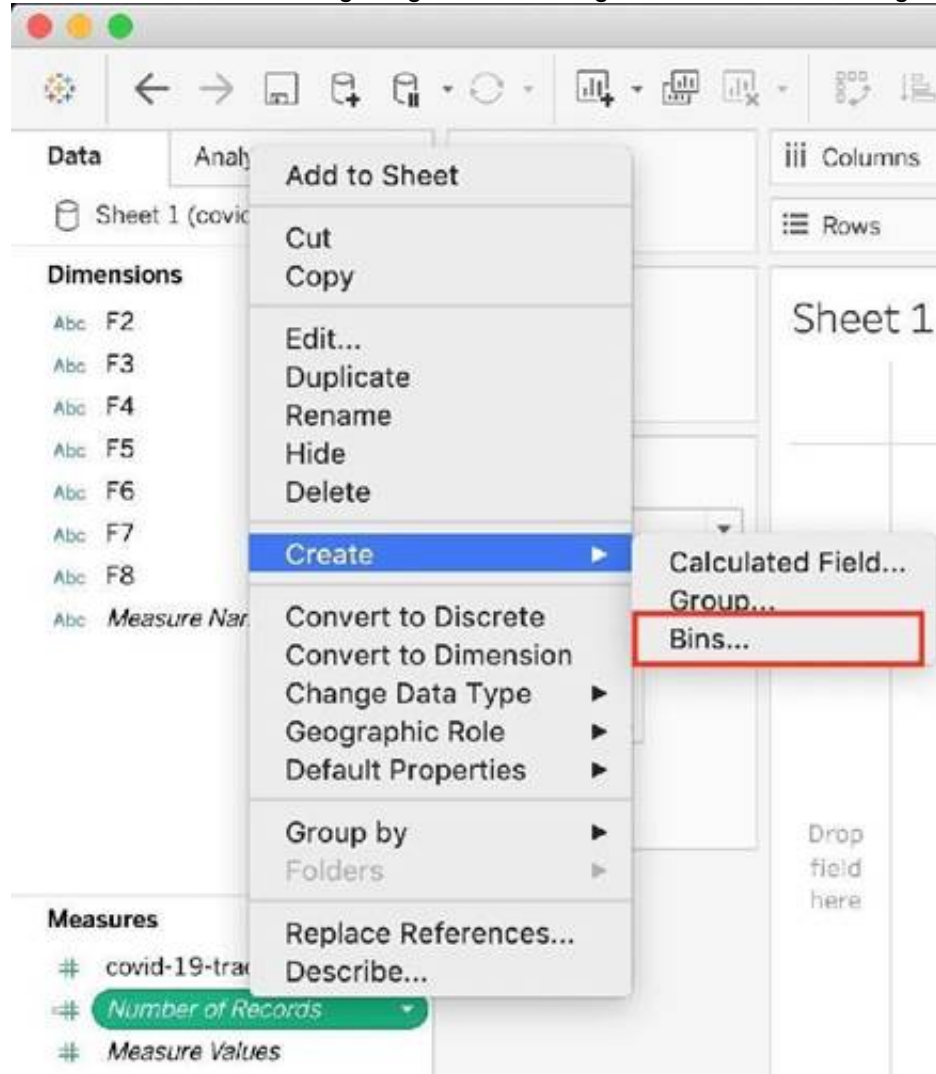 Data
Analy
Sheet 1 (covid
Dimensions
Abc F2
Abc F3
Abc F4
Abc F5
Abc F6
Abc F7
Abc F8
Abc Measure Nar
Measures
# covid-19-trac
=# Number of Records
# Measure Values
Add to Sheet
Cut
Copy
Edit...
Duplicate
Rename
Hide
Delete
Create
Convert to Discrete
Convert to Dimension
Change Data Type
Geographic Role
Default Properties
Group by
Folders
Replace References...
Describe...
Calculated Field...
Group...
Bins...
iii Columns
Rows
Sheet 1
Drop
field
here